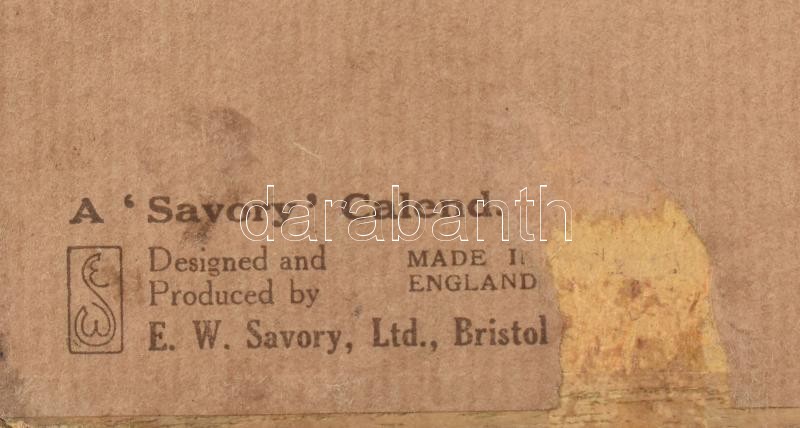 A ‘Savory’ Calend
darabanth
Designed and MADE
Produced by ENGLAND
E. W. Savory, Ltd., Bristol